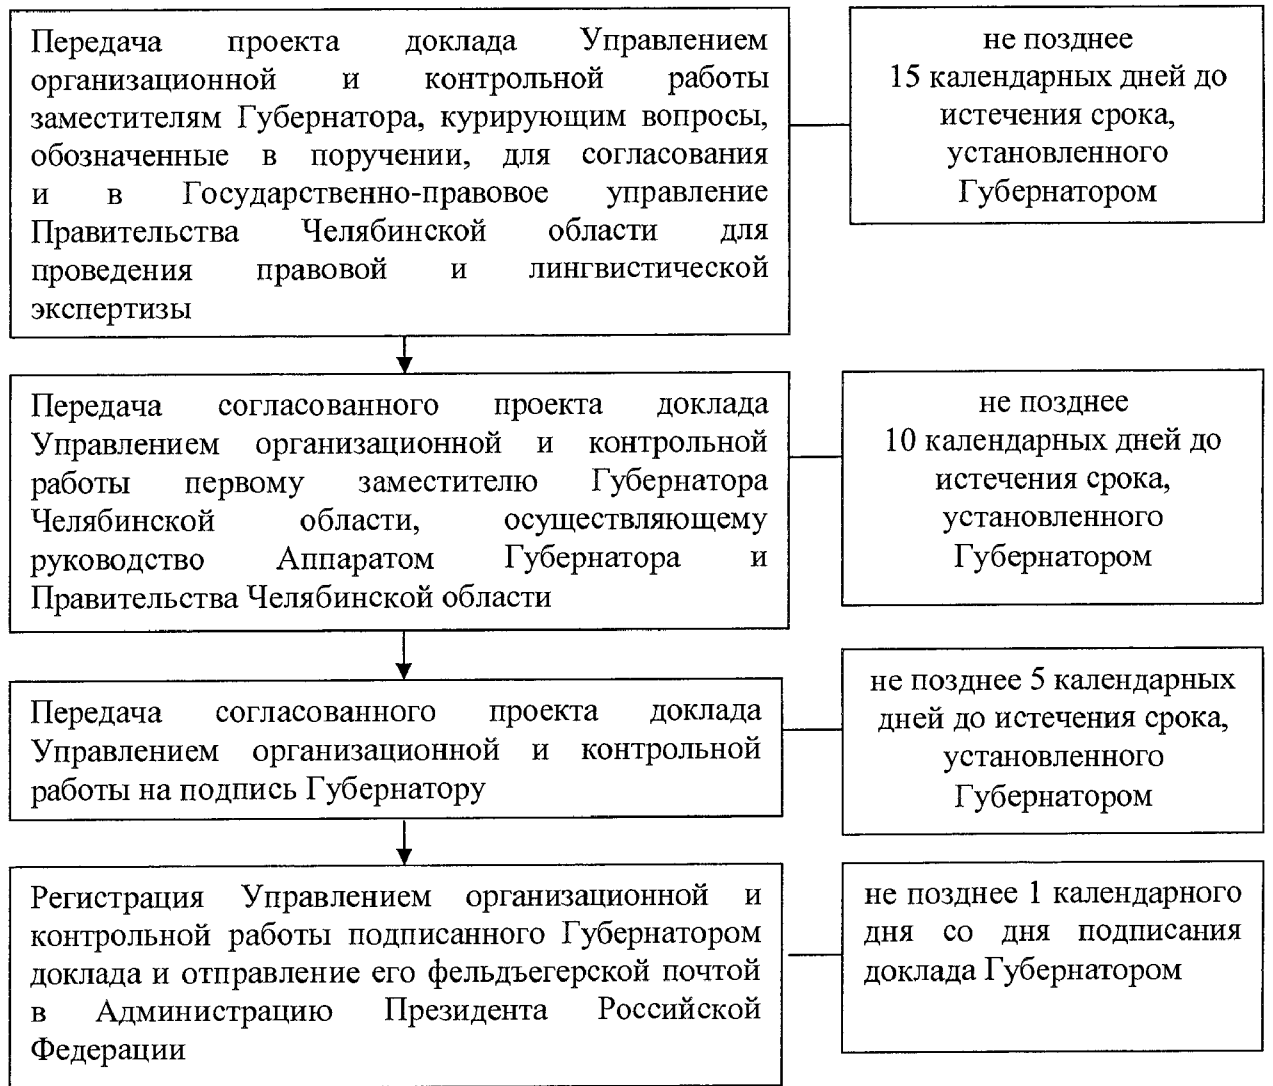 Передача проекта доклада Управлением
организационной и контрольной работы
заместителям Губернатора, курирующим вопросы,
обозначенные в поручении, для согласования
и в Государственно-правовое управление
Правительства Челябинской области для
проведения правовой и лингвистической
экспертизы
не позднее
15 календарных дней до
истечения срока,
установленного
Губернатором
Передача согласованного проекта доклада
Управлением организационной и контрольной
работы первому заместителю Губернатора
Челябинской области, осуществляющему
руководство Аппаратом Губернатора и
Правительства Челябинской области
не позднее
10 календарных дней до
истечения срока,
установленного
Губернатором
Передача согласованного проекта доклада
Управлением организационной и контрольной
работы на подпись Губернатору
не позднее 5 календарных
дней до истечения срока,
установленного
Губернатором
Регистрация Управлением организационной и
контрольной работы подписанного Губернатором
доклада и отправление его фельдъегерской почтой
в Администрацию Президента Российской
Федерации
не позднее 1 календарного
дня со дня подписания
доклада Губернатором